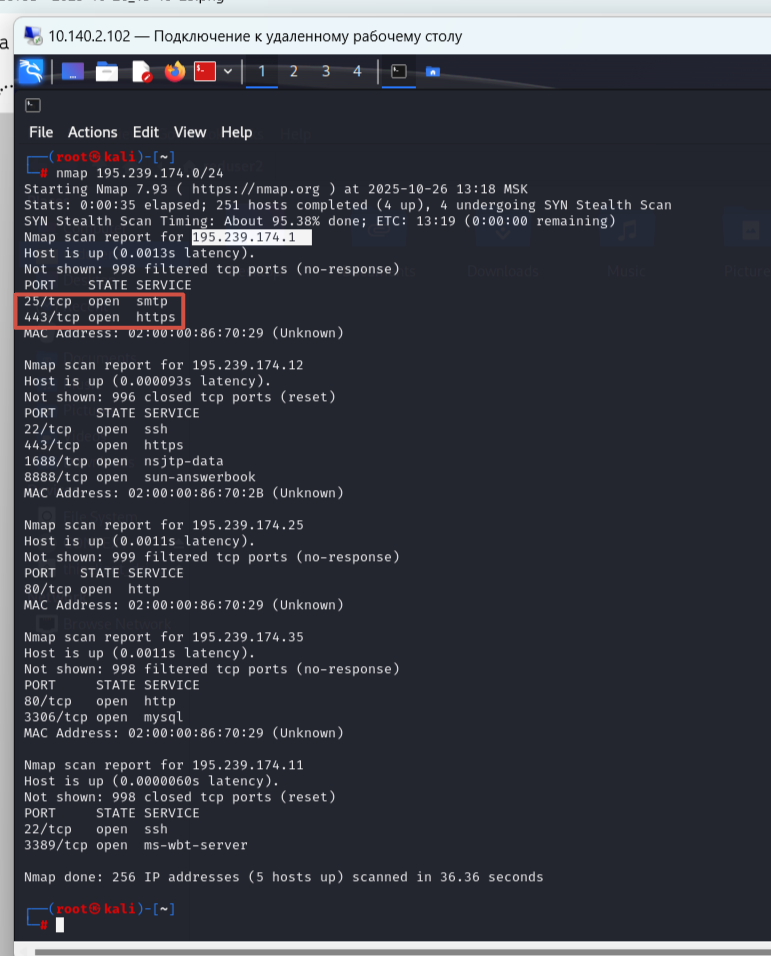 10.140.2.102 — Подключение к удаленному рабочему столу
1 2 3 4
File Actions Edit View Help
(root㉿kali)-[~]
# nmap 195.239.174.0/24
Starting Nmap 7.93 ( https://nmap.org ) at 2025-10-26 13:18 MSK
Stats: 0:00:35 elapsed; 251 hosts completed (4 up), 4 undergoing SYN Stealth Scan
SYN Stealth Scan Timing: About 95.38% done; ETC: 13:19 (0:00:00 remaining)
Nmap scan report for 195.239.174.1
Host is up (0.0013s latency).
Not shown: 998 filtered tcp ports (no-response)
PORT    STATE SERVICE
25/tcp  open  smtp
443/tcp open  https
MAC Address: 02:00:00:86:70:29 (Unknown)
Nmap scan report for 195.239.174.12
Host is up (0.000093s latency).
Not shown: 996 closed tcp ports (reset)
PORT     STATE SERVICE
22/tcp   open  ssh
443/tcp  open  https
1688/tcp open  nsjtp-data
8888/tcp open  sun-answerbook
MAC Address: 02:00:00:86:70:2B (Unknown)
Nmap scan report for 195.239.174.25
Host is up (0.0011s latency).
Not shown: 999 filtered tcp ports (no-response)
PORT   STATE SERVICE
80/tcp open  http
MAC Address: 02:00:00:86:70:29 (Unknown)
Browse Network
Nmap scan report for 195.239.174.35
Host is up (0.0011s latency).
Not shown: 998 filtered tcp ports (no-response)
PORT     STATE SERVICE
80/tcp   open  http
3306/tcp open  mysql
MAC Address: 02:00:00:86:70:29 (Unknown)
Nmap scan report for 195.239.174.11
Host is up (0.0000060s latency).
Not shown: 998 closed tcp ports (reset)
PORT     STATE SERVICE
22/tcp   open  ssh
3389/tcp open  ms-wbt-server
Nmap done: 256 IP addresses (5 hosts up) scanned in 36.36 seconds
(root㉿kali)-[~]
#